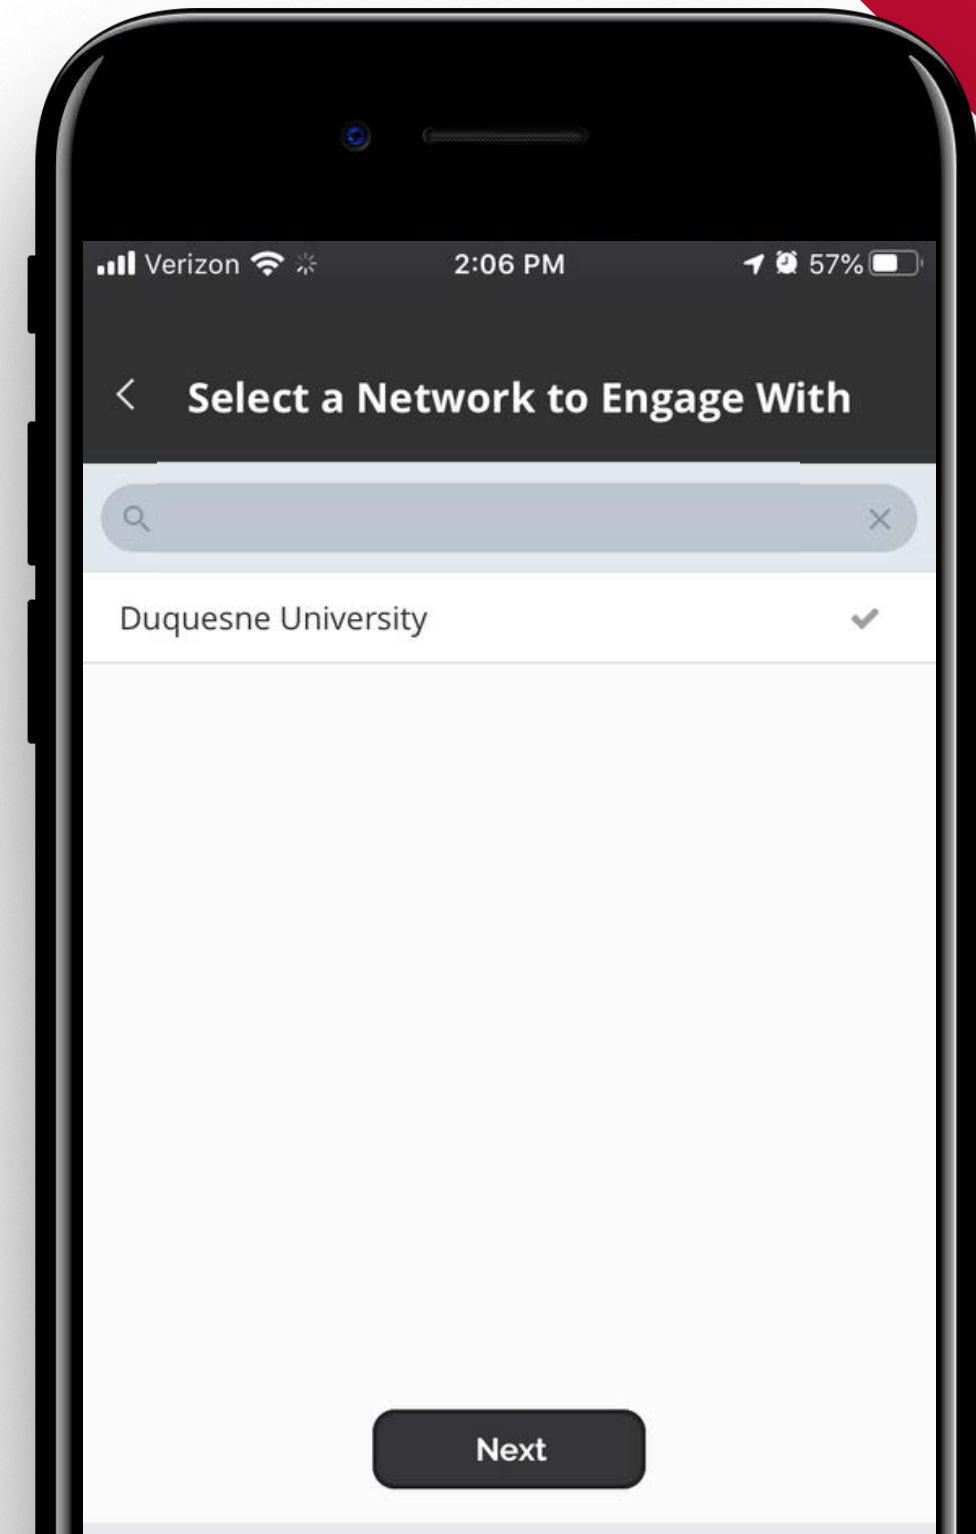 Verizon 2:06 PM 57%
Select a Network to Engage With
Duquesne University
Next